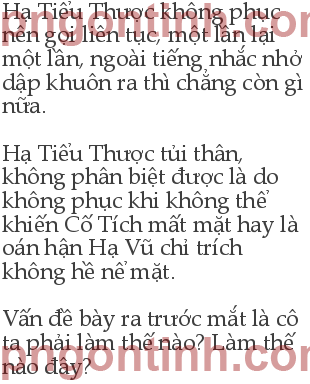 Hạ Tiểu Thược không phục
nên gọi liên tục, một lần lại
một lần, ngoài tiếng nhắc nhở
dập khuôn ra thì chẳng còn gì
nữa.
Hạ Tiểu Thược tủi thân,
không phân biệt được là do
không phục khi không thể
khiến Cố Tích mất mặt hay là
oán hận Hạ Vũ chỉ trích
không hề nể mặt.
Vấn đề bày ra trước mắt là cô
ta phải làm thế nào? Làm thế
nào đây?
pngontinh.com
pngontinh.com